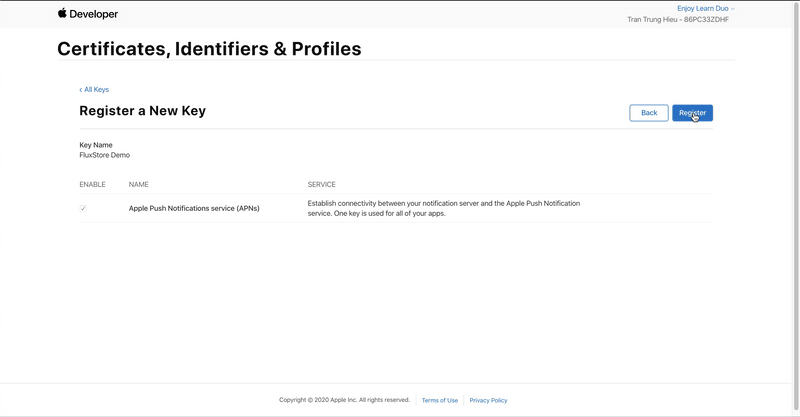 Developer
Enjoy Learn Duo
Tran Trung Hieu - 86PC33ZDHF
Certificates, Identifiers & Profiles
‹ All Keys
Register a New Key
Back
Register
Key Name
FluxStore Demo
ENABLE NAME SERVICE
Apple Push Notifications service (APNs)
Establish connectivity between your notification server and the Apple Push Notification
service. One key is used for all of your apps.
Copyright © 2020 Apple Inc. All rights reserved. Terms of Use Privacy Policy